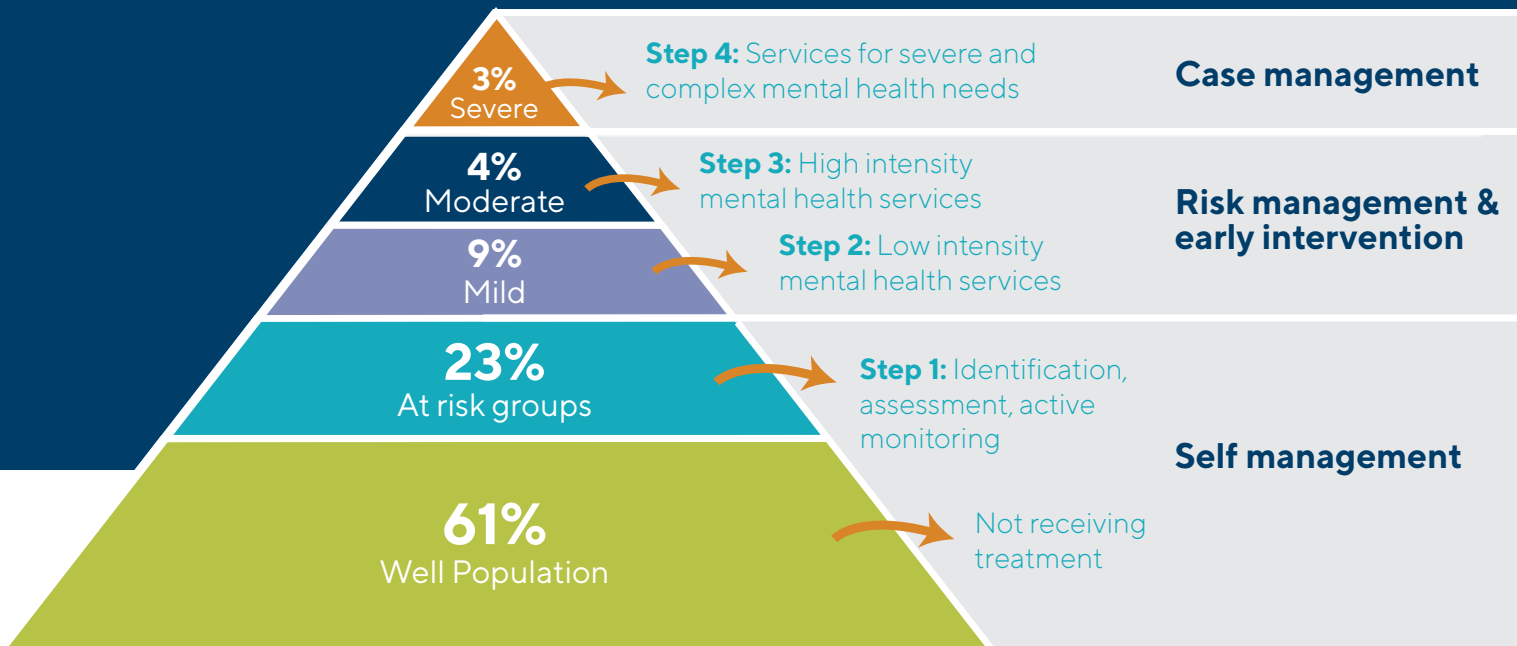 3%
Severe
Step 4: Services for severe and
complex mental health needs
Case management
4%
Moderate
Step 3: High intensity
mental health services
Risk management &
early intervention
9%
Mild
Step 2: Low intensity
mental health services
23%
At risk groups
Step 1: Identification,
assessment, active
monitoring
Self management
61%
Well Population
Not receiving
treatment